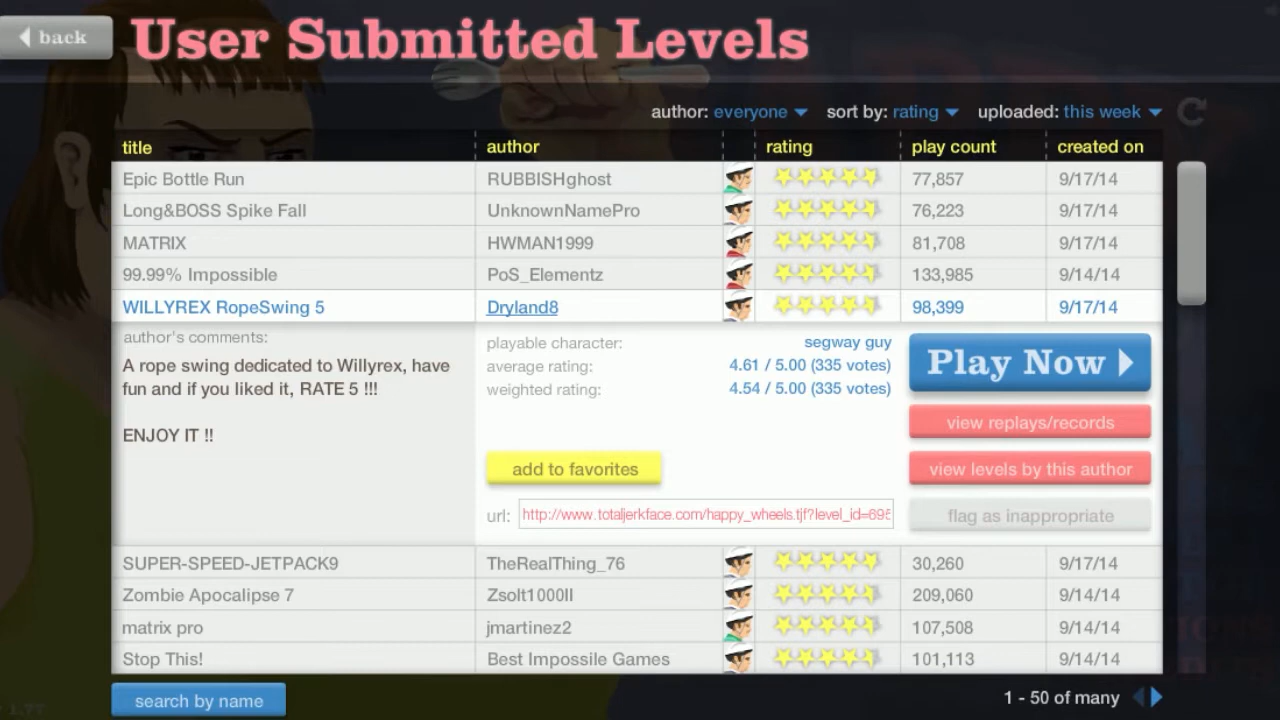 back
User Submitted Levels
author: everyone sort by: rating uploaded: this week
title author rating play count created on
Epic Bottle Run RUBBISHghost 77,857 9/17/14
Long&BOSS Spike Fall UnknownNamePro 76,223 9/17/14
MATRIX HWMAN1999 81,708 9/17/14
99.99% Impossible PoS_Elementz 133,985 9/14/14
WILLYREX RopeSwing 5 Dryland8 98,399 9/17/14
author's comments:
A rope swing dedicated to Willyrex, have
fun and if you liked it, RATE 5 !!!
ENJOY IT !!
playable character: segway guy
average rating: 4.61 / 5.00 (335 votes)
weighted rating: 4.54 / 5.00 (335 votes)
add to favorites
url: http://www.totaljerkface.com/happy_wheels.tjf?level_id=695
Play Now
view replays/records
view levels by this author
flag as inappropriate
SUPER-SPEED-JETPACK9 TheRealThing_76 30,260 9/17/14
Zombie Apocalipse 7 Zsolt1000II 209,060 9/14/14
matrix pro jmartinez2 107,508 9/14/14
Stop This! Best Impossile Games 101,113 9/14/14
search by name
1 - 50 of many